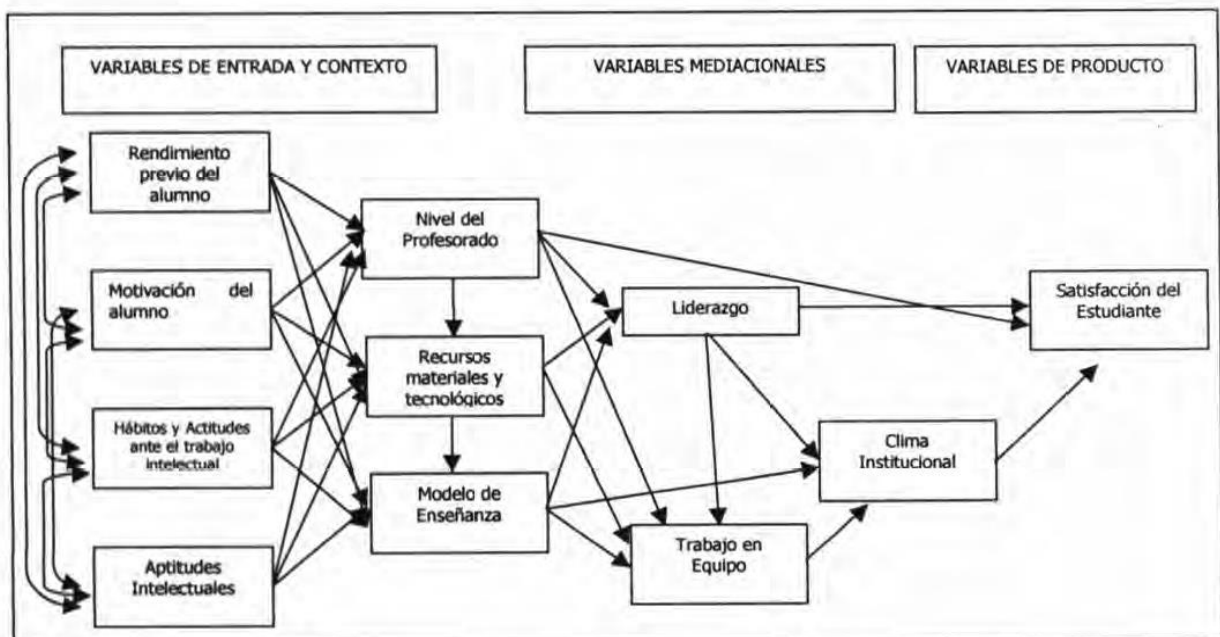 VARIABLES DE ENTRADA Y CONTEXTO
VARIABLES MEDIACIONALES
VARIABLES DE PRODUCTO
Rendimiento
previo del
alumno
Motivación del
alumno
Hábitos y Actitudes
ante el trabajo
intelectual
Aptitudes
Intelectuales
Nivel del
Profesorado
Recursos
materiales y
tecnológicos
Modelo de
Enseñanza
Liderazgo
Trabajo en
Equipo
Clima
Institucional
Satisfacción del
Estudiante